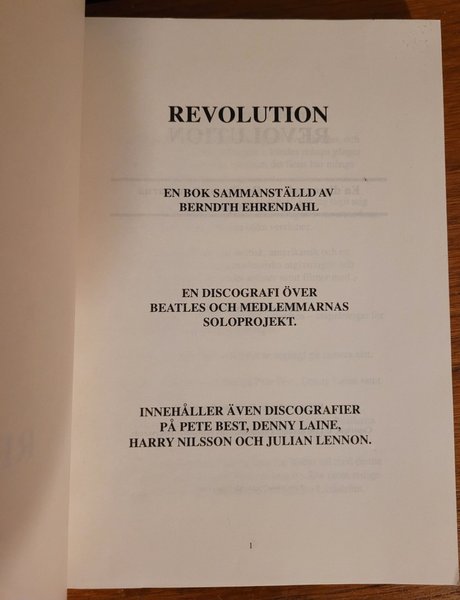 REVOLUTION
EN BOK SAMMANSTÄLLD AV
BERNDTH EHRENDAHL
EN DISCOGRAFI ÖVER
BEATLES OCH MEDLEMMARNAS
SOLOPROJEKT.
INNEHÅLLER ÄVEN DISCOGRAFIER
PÅ PETE BEST, DENNY LAINE,
HARRY NILSSON OCH JULIAN LENNON.
1